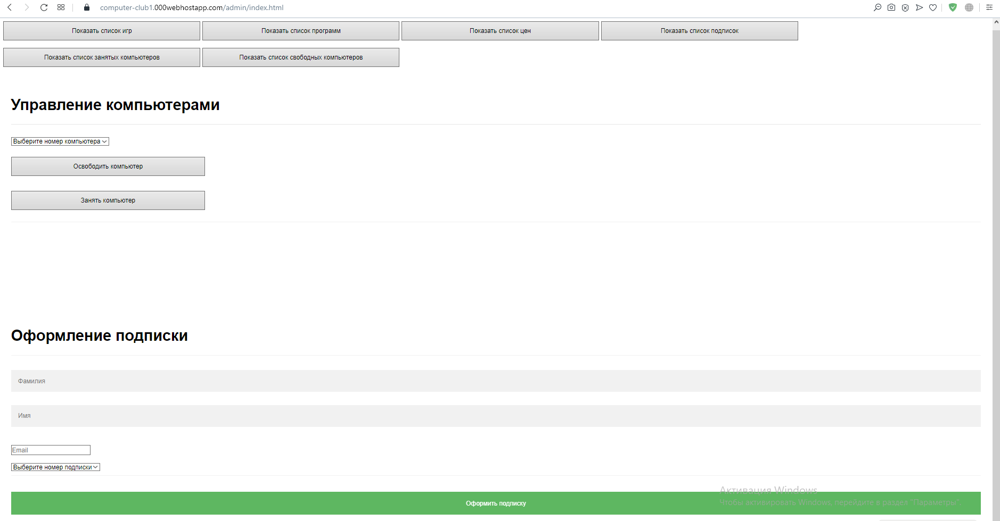 computer-club1.000webhostapp.com/admin/index.html
Показать список игр Показать список программ Показать список цен Показать список подписок
Показать список занятых компьютеров Показать список свободных компьютеров
Управление компьютерами
Выберите номер компьютера
Освободить компьютер
Занять компьютер
Оформление подписки
Фамилия
Имя
Email
Выберите номер подписки
Активация Windows
Оформить подписку
Чтобы активировать Windows, перейдите в раздел "Параметры".